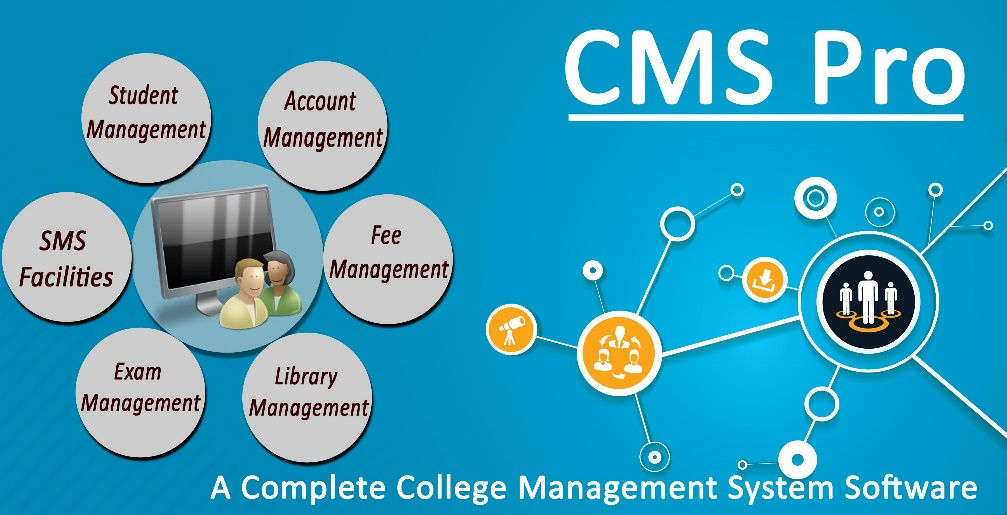 CMS Pro
Student
Management
Account
Management
SMS
Facilities
Fee
Management
Exam
Management
Library
Management
A Complete College Management System Software